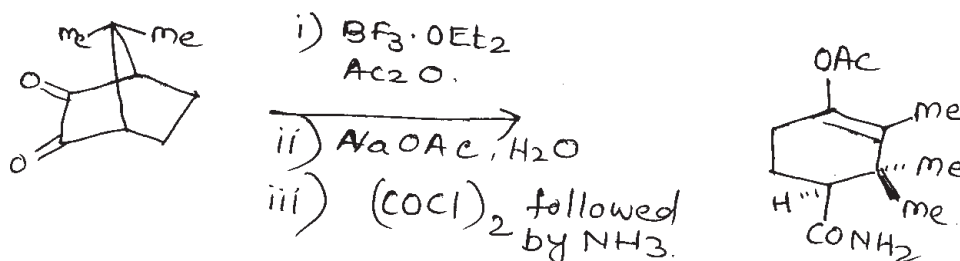 me me
O
O
i) BF3·OEt2
Ac2O.
ii) NaOAc, H2O
iii) (COCl)2 followed
by NH3.
OAc
me
me
me
H
CONH2